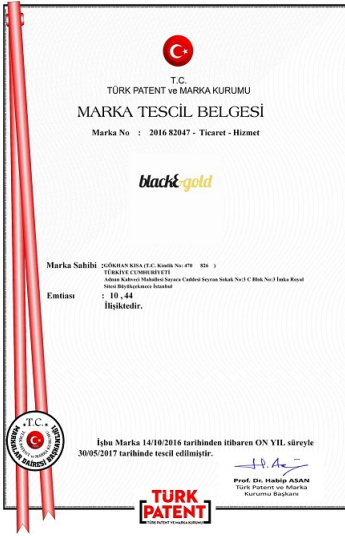 T.C.
TÜRK PATENT ve MARKA KURUMU
MARKA TESCİL BELGESİ
Marka No : 2016 82047 - Ticaret - Hizmet
black&gold
Marka Sahibi : GÖKHAN KISA (T.C. Kimlik No: 470 826 )
TÜRKİYE CUMHURİYETİ
Adnan Kahveci Mahallesi Sayaca Caddesi Seyran Sokak No:3 C Blok No:3 İmka Royal
Sitesi Büyükçekmece İstanbul
Emtiası : 10 , 44
İlişiktedir.
T.C.
MARKALAR DAİRESİ BAŞKANLIĞI
İşbu Marka 14/10/2016 tarihinden itibaren ON YIL süreyle
30/05/2017 tarihinde tescil edilmiştir.
Prof. Dr. Habip ASAN
Türk Patent ve Marka
Kurumu Başkanı
TÜRK
PATENT
TÜRK PATENT VE MARKA KURUMU